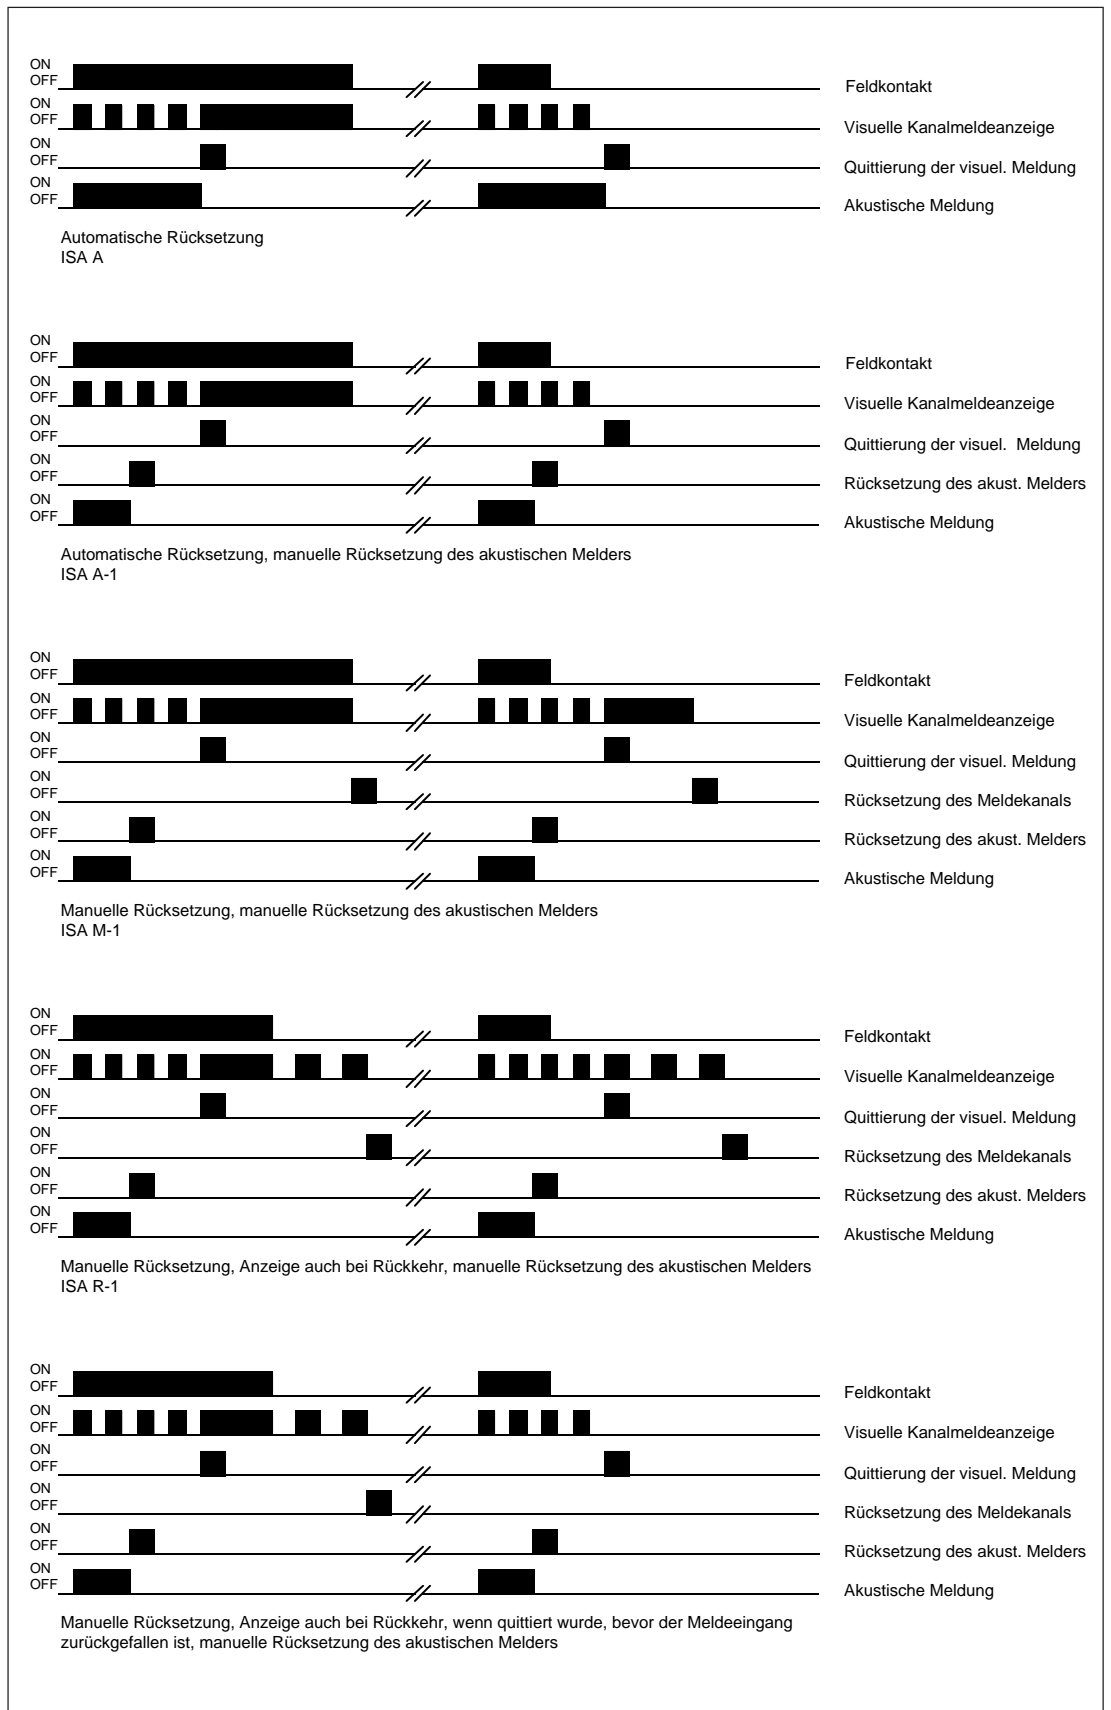 ON
OFF
Feldkontakt
ON
OFF
Visuelle Kanalmeldeanzeige
ON
OFF
Quittierung der visuel. Meldung
ON
OFF
Akustische Meldung
Automatische Rücksetzung
ISA A
ON
OFF
Feldkontakt
ON
OFF
Visuelle Kanalmeldeanzeige
ON
OFF
Quittierung der visuel. Meldung
ON
OFF
Rücksetzung des akust. Melders
ON
OFF
Akustische Meldung
Automatische Rücksetzung, manuelle Rücksetzung des akustischen Melders
ISA A-1
ON
OFF
Feldkontakt
ON
OFF
Visuelle Kanalmeldeanzeige
ON
OFF
Quittierung der visuel. Meldung
ON
OFF
Rücksetzung des Meldekanals
ON
OFF
Rücksetzung des akust. Melders
ON
OFF
Akustische Meldung
Manuelle Rücksetzung, manuelle Rücksetzung des akustischen Melders
ISA M-1
ON
OFF
Feldkontakt
ON
OFF
Visuelle Kanalmeldeanzeige
ON
OFF
Quittierung der visuel. Meldung
ON
OFF
Rücksetzung des Meldekanals
ON
OFF
Rücksetzung des akust. Melders
ON
OFF
Akustische Meldung
Manuelle Rücksetzung, Anzeige auch bei Rückkehr, manuelle Rücksetzung des akustischen Melders
ISA R-1
ON
OFF
Feldkontakt
ON
OFF
Visuelle Kanalmeldeanzeige
ON
OFF
Quittierung der visuel. Meldung
ON
OFF
Rücksetzung des Meldekanals
ON
OFF
Rücksetzung des akust. Melders
ON
OFF
Akustische Meldung
Manuelle Rücksetzung, Anzeige auch bei Rückkehr, wenn quittiert wurde, bevor der Meldeeingang
zurückgefallen ist, manuelle Rücksetzung des akustischen Melders